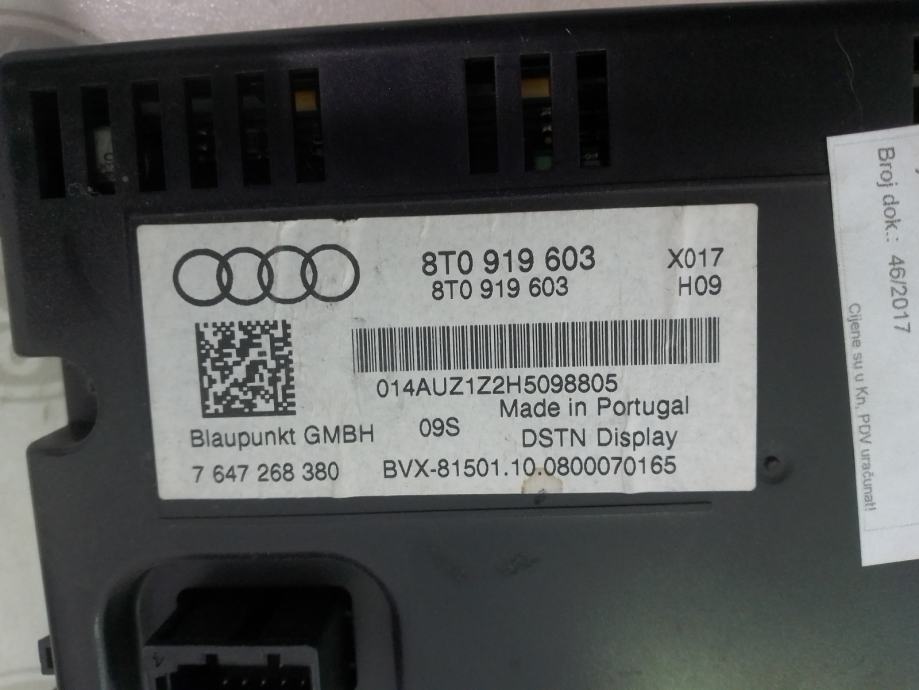 8T0 919 603 X017
8T0 919 603 H09
014AUZ1Z2H5098805
Made in Portugal
Blaupunkt GMBH 09S DSTN Display
7 647 268 380 BVX-81501.10.0800070165
Broj dok.: 46/2017
Cijene su u Kn, PDV uračunat!